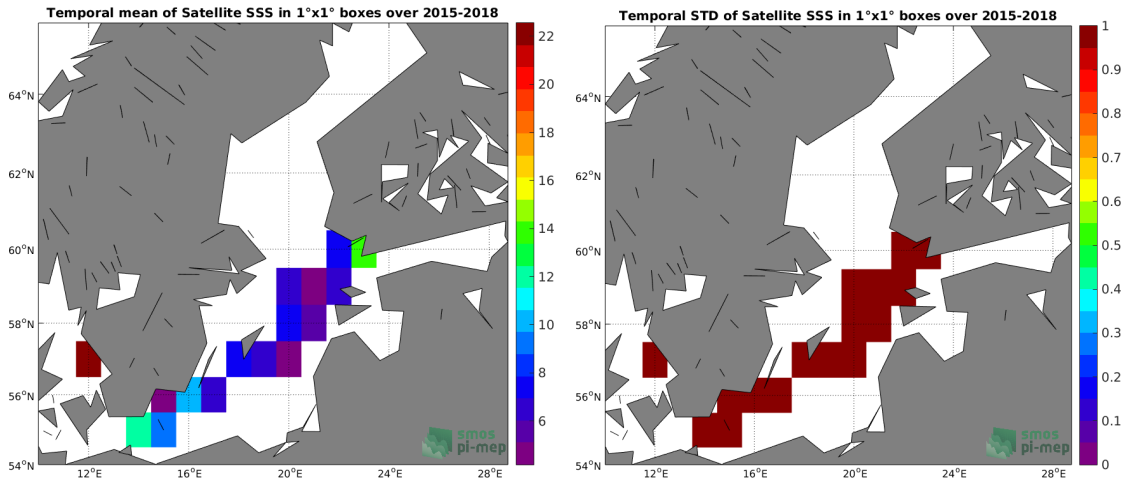 Temporal mean of Satellite SSS in 1°x1° boxes over 2015-2018
64°N
62°N
60°N
58°N
56°N
54°N
12°E
16°E
20°E
24°E
28°E
22
20
18
16
14
12
10
8
6
smos
pi-mep
Temporal STD of Satellite SSS in 1°x1° boxes over 2015-2018
64°N
62°N
60°N
58°N
56°N
54°N
12°E
16°E
20°E
24°E
28°E
1
0.9
0.8
0.7
0.6
0.5
0.4
0.3
0.2
0.1
0
smos
pi-mep